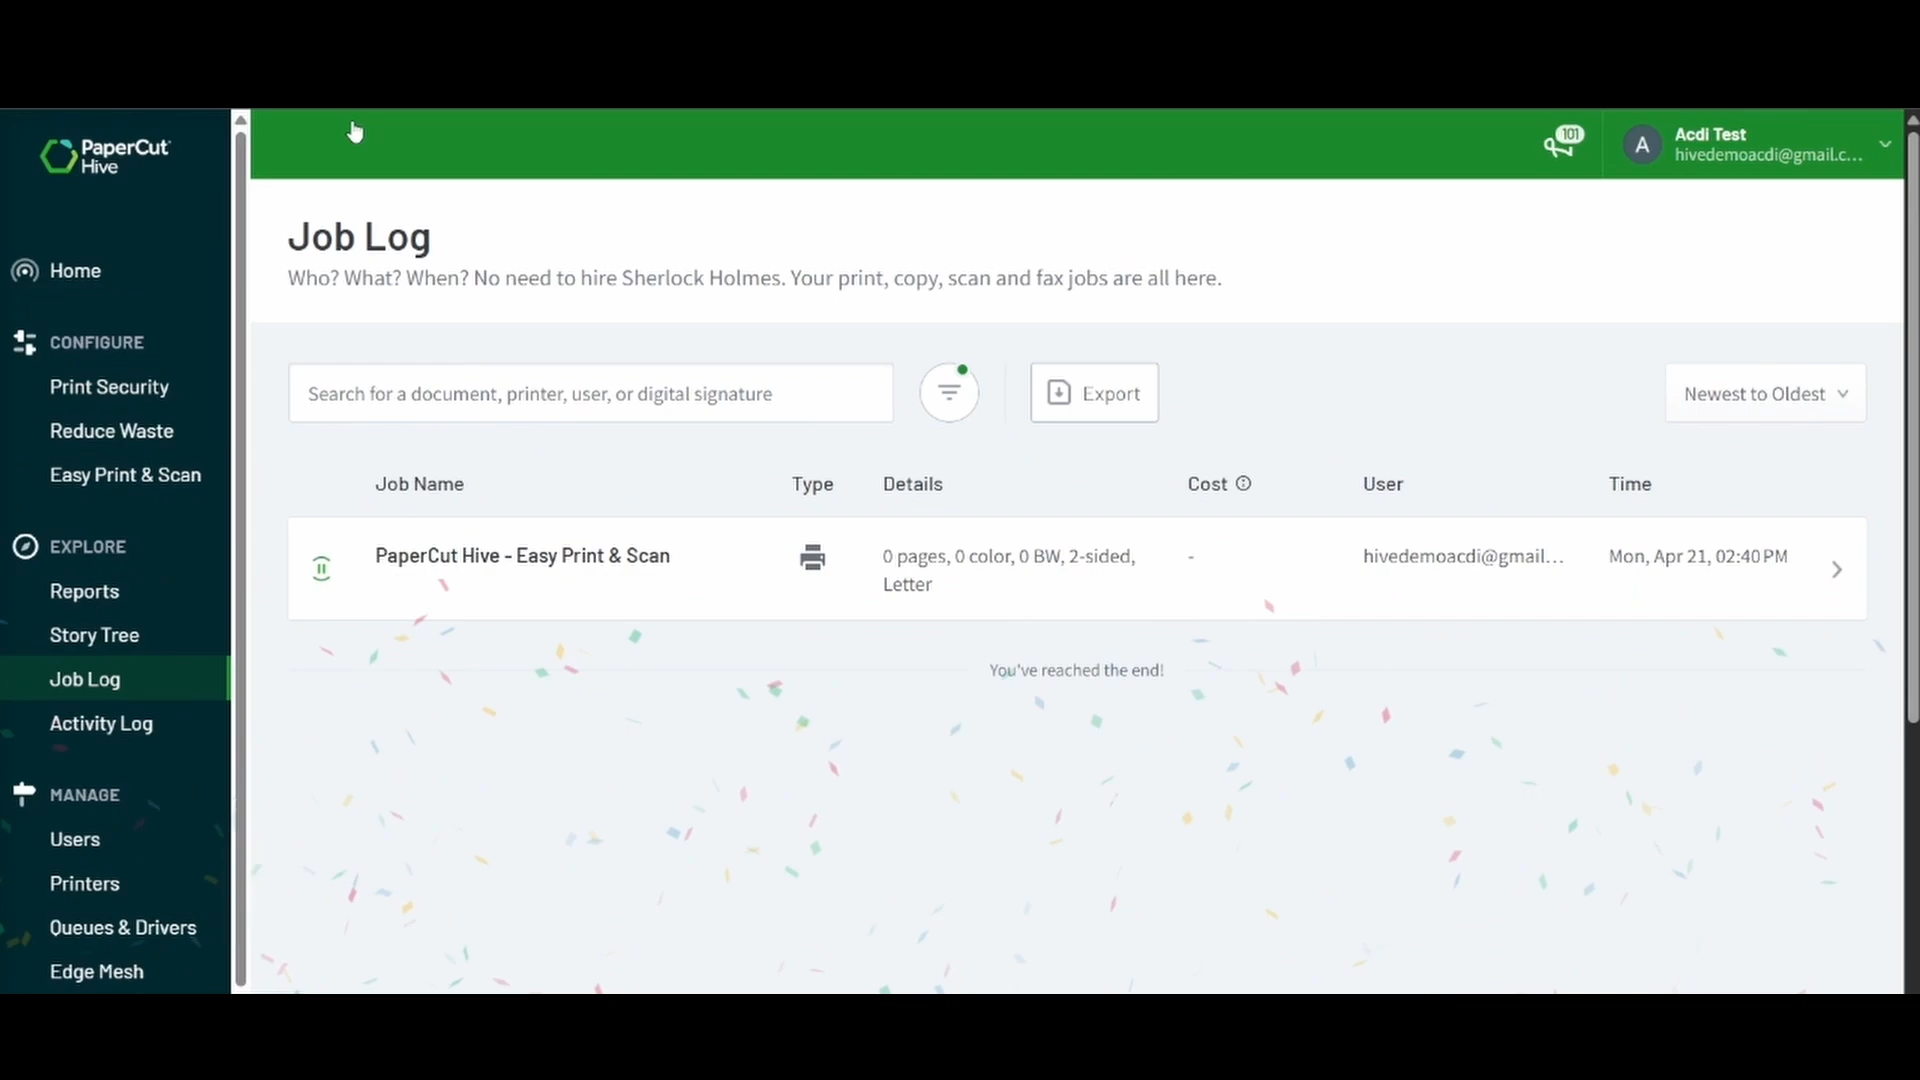 PaperCut
Hive
101
A
Acdi Test
hivedemoacdi@gmail.c...
Home
CONFIGURE
Print Security
Reduce Waste
Easy Print & Scan
EXPLORE
Reports
Story Tree
Job Log
Activity Log
MANAGE
Users
Printers
Queues & Drivers
Edge Mesh
Job Log
Who? What? When? No need to hire Sherlock Holmes. Your print, copy, scan and fax jobs are all here.
Search for a document, printer, user, or digital signature
Export
Newest to Oldest
Job Name Type Details Cost User Time
PaperCut Hive - Easy Print & Scan 0 pages, 0 color, 0 BW, 2-sided, - hivedemoacdi@gmail... Mon, Apr 21, 02:40 PM
Letter
You've reached the end!